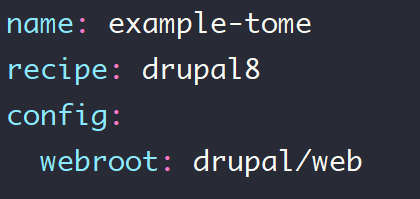 name: example-tome
recipe: drupal8
config:
  webroot: drupal/web